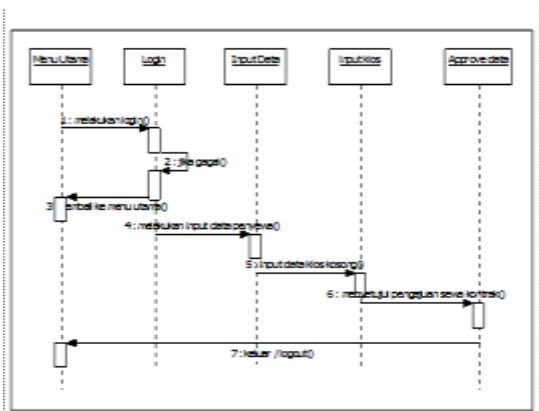 Menu Utama
Login
Input Data
Input kios
Approve data
1 : melakukan login()
2 : jika gagal()
3 embali ke menu utama()
4 : melakukan input data penyewa()
5 : input data kios kosong()
6 : menyetujui pengajuan sewa kontrak()
7 : keluar / logout()